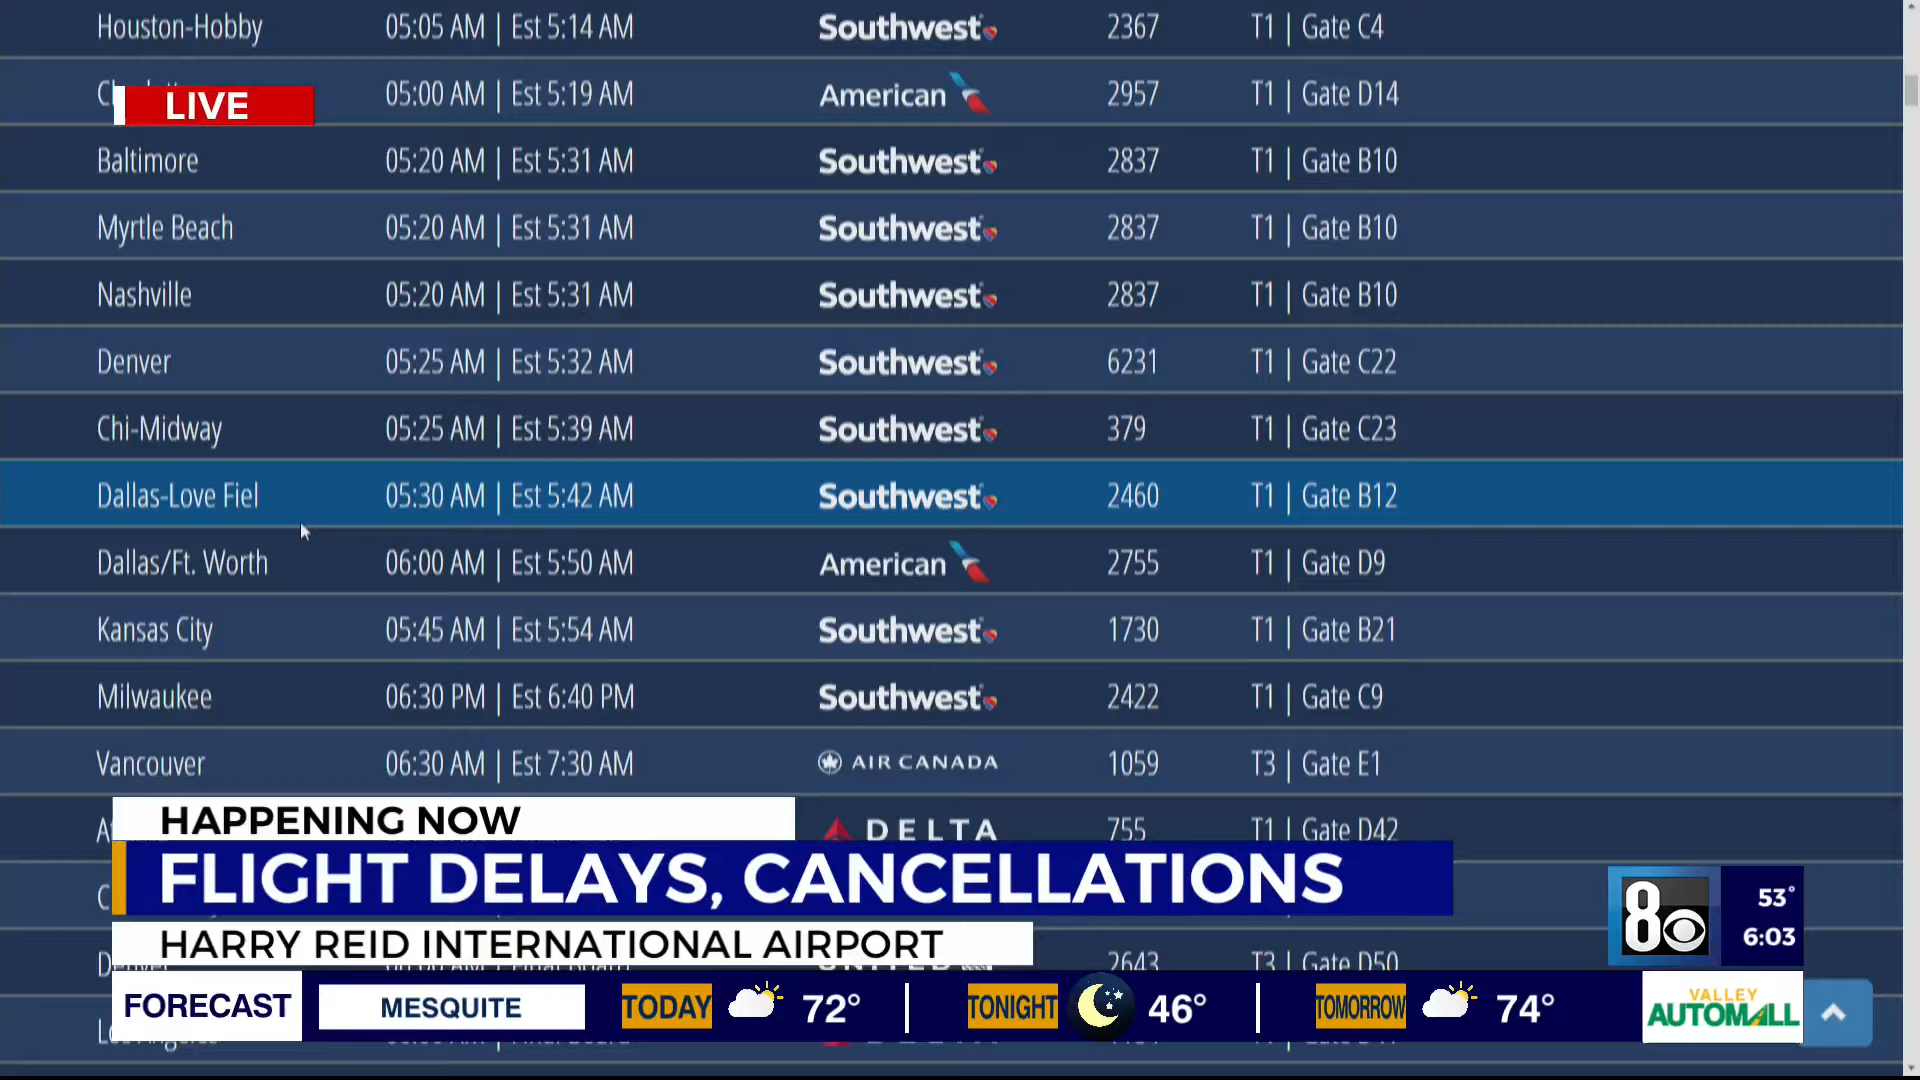 Houston-Hobby 05:05 AM | Est 5:14 AM Southwest 2367 T1 | Gate C4
05:00 AM | Est 5:19 AM American 2957 T1 | Gate D14
LIVE
Baltimore 05:20 AM | Est 5:31 AM Southwest 2837 T1 | Gate B10
Myrtle Beach 05:20 AM | Est 5:31 AM Southwest 2837 T1 | Gate B10
Nashville 05:20 AM | Est 5:31 AM Southwest 2837 T1 | Gate B10
Denver 05:25 AM | Est 5:32 AM Southwest 6231 T1 | Gate C22
Chi-Midway 05:25 AM | Est 5:39 AM Southwest 379 T1 | Gate C23
Dallas-Love Fiel 05:30 AM | Est 5:42 AM Southwest 2460 T1 | Gate B12
Dallas/Ft. Worth 06:00 AM | Est 5:50 AM American 2755 T1 | Gate D9
Kansas City 05:45 AM | Est 5:54 AM Southwest 1730 T1 | Gate B21
Milwaukee 06:30 PM | Est 6:40 PM Southwest 2422 T1 | Gate C9
Vancouver 06:30 AM | Est 7:30 AM AIR CANADA 1059 T3 | Gate E1
HAPPENING NOW
DELTA 755 T1 | Gate D42
FLIGHT DELAYS, CANCELLATIONS
HARRY REID INTERNATIONAL AIRPORT
8 53°
6:03
Denver UNITED 2643 T3 | Gate D50
FORECAST MESQUITE TODAY 72° TONIGHT 46° TOMORROW 74°
VALLEY
AUTOMALL
Los Angeles